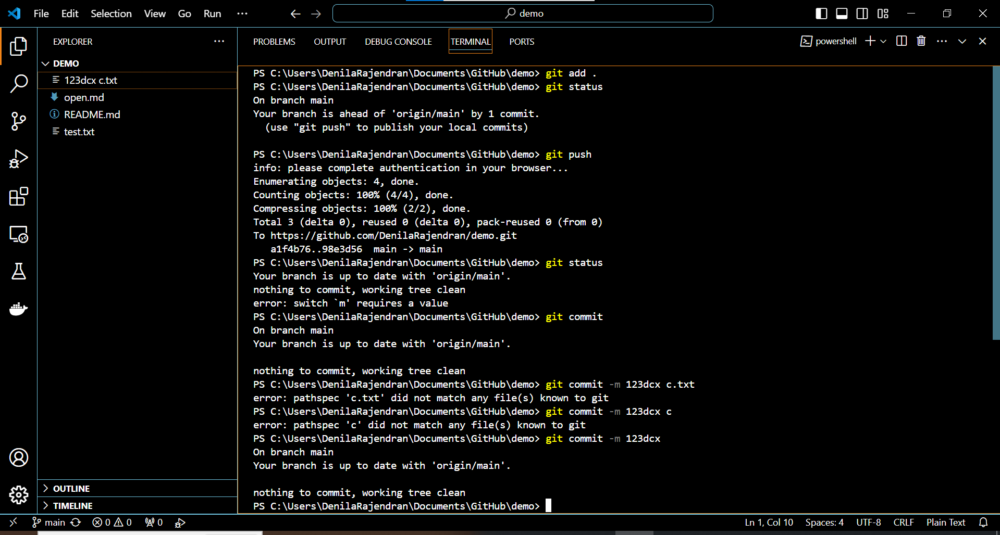 File Edit Selection View Go Run ···
demo
EXPLORER ···
DEMO
123dcx c.txt
open.md
README.md
test.txt
OUTLINE
TIMELINE
PROBLEMS OUTPUT DEBUG CONSOLE TERMINAL PORTS
powershell
PS C:\Users\DenilaRajendran\Documents\GitHub\demo> git add .
PS C:\Users\DenilaRajendran\Documents\GitHub\demo> git status
On branch main
Your branch is ahead of 'origin/main' by 1 commit.
  (use "git push" to publish your local commits)
PS C:\Users\DenilaRajendran\Documents\GitHub\demo> git push
info: please complete authentication in your browser...
Enumerating objects: 4, done.
Counting objects: 100% (4/4), done.
Compressing objects: 100% (2/2), done.
Total 3 (delta 0), reused 0 (delta 0), pack-reused 0 (from 0)
To https://github.com/DenilaRajendran/demo.git
   a1f4b76..98e3d56  main -> main
PS C:\Users\DenilaRajendran\Documents\GitHub\demo> git status
Your branch is up to date with 'origin/main'.
nothing to commit, working tree clean
error: switch `m' requires a value
PS C:\Users\DenilaRajendran\Documents\GitHub\demo> git commit
On branch main
Your branch is up to date with 'origin/main'.
nothing to commit, working tree clean
PS C:\Users\DenilaRajendran\Documents\GitHub\demo> git commit -m 123dcx c.txt
error: pathspec 'c.txt' did not match any file(s) known to git
PS C:\Users\DenilaRajendran\Documents\GitHub\demo> git commit -m 123dcx c
error: pathspec 'c' did not match any file(s) known to git
PS C:\Users\DenilaRajendran\Documents\GitHub\demo> git commit -m 123dcx
On branch main
Your branch is up to date with 'origin/main'.
nothing to commit, working tree clean
PS C:\Users\DenilaRajendran\Documents\GitHub\demo>
main 0 0 0 Ln 1, Col 10 Spaces: 4 UTF-8 CRLF Plain Text